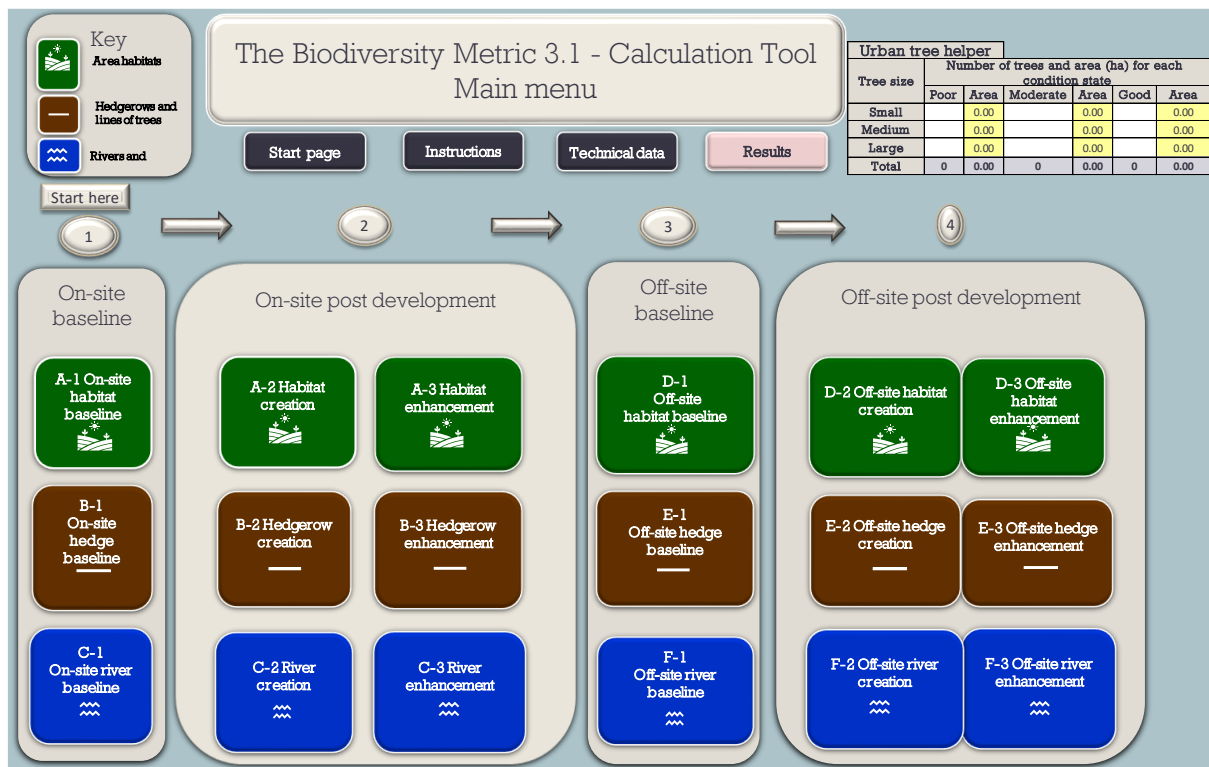 Key
Area habitats
Hedgerows and
lines of trees
Rivers and
The Biodiversity Metric 3.1 - Calculation Tool
Main menu
Start page
Instructions
Technical data
Results
Urban tree helper
Tree size
Number of trees and area (ha) for each
condition state
Poor Area Moderate Area Good Area
Small 0.00 0.00 0.00
Medium 0.00 0.00 0.00
Large 0.00 0.00 0.00
Total 0 0.00 0 0.00 0 0.00
Start here
1
2
3
4
On-site
baseline
A-1 On-site
habitat
baseline
B-1
On-site
hedge
baseline
C-1
On-site river
baseline
On-site post development
A-2 Habitat
creation
A-3 Habitat
enhancement
B-2 Hedgerow
creation
B-3 Hedgerow
enhancement
C-2 River
creation
C-3 River
enhancement
Off-site
baseline
D-1
Off-site
habitat baseline
E-1
Off-site hedge
baseline
F-1
Off-site river
baseline
Off-site post development
D-2 Off-site habitat
creation
D-3 Off-site
habitat
enhancement
E-2 Off-site hedge
creation
E-3 Off-site hedge
enhancement
F-2 Off-site river
creation
F-3 Off-site river
enhancement